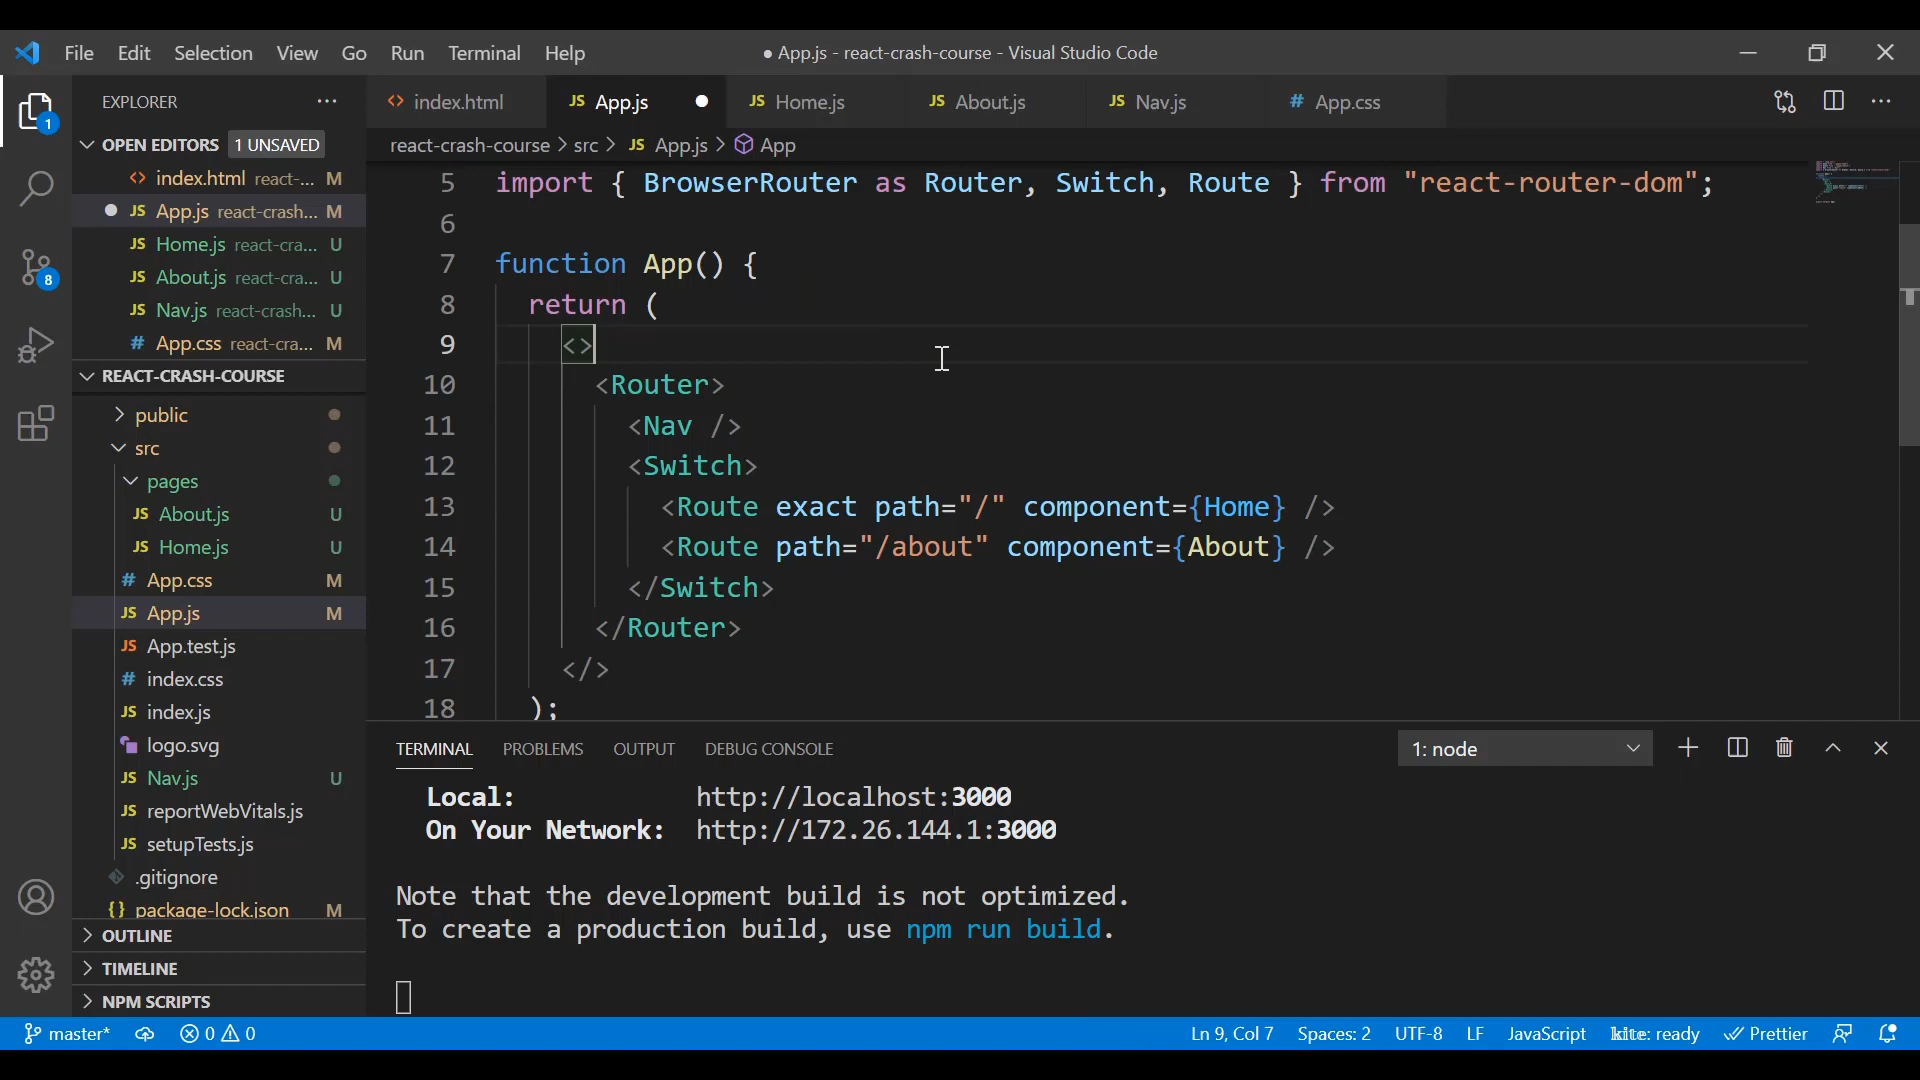 File Edit Selection View Go Run Terminal Help
● App.js - react-crash-course - Visual Studio Code
EXPLORER
index.html
JS App.js
JS Home.js
JS About.js
JS Nav.js
# App.css
OPEN EDITORS 1 UNSAVED
index.html react-... M
JS App.js react-crash... M
JS Home.js react-cra... U
JS About.js react-cra... U
JS Nav.js react-crash... U
# App.css react-cra... M
REACT-CRASH-COURSE
public
src
pages
JS About.js U
JS Home.js U
# App.css M
JS App.js M
JS App.test.js
# index.css
JS index.js
logo.svg
JS Nav.js U
JS reportWebVitals.js
JS setupTests.js
.gitignore
{} package-lock.json M
OUTLINE
TIMELINE
NPM SCRIPTS
1
8
react-crash-course > src > JS App.js > App
5 import { BrowserRouter as Router, Switch, Route } from "react-router-dom";
6
7 function App() {
8 return (
9 <>
10 <Router>
11 <Nav />
12 <Switch>
13 <Route exact path="/" component={Home} />
14 <Route path="/about" component={About} />
15 </Switch>
16 </Router>
17 </>
18 );
TERMINAL PROBLEMS OUTPUT DEBUG CONSOLE
1: node
Local: http://localhost:3000
On Your Network: http://172.26.144.1:3000
Note that the development build is not optimized.
To create a production build, use npm run build.
master* 0 0
Ln 9, Col 7 Spaces: 2 UTF-8 LF JavaScript kite: ready Prettier